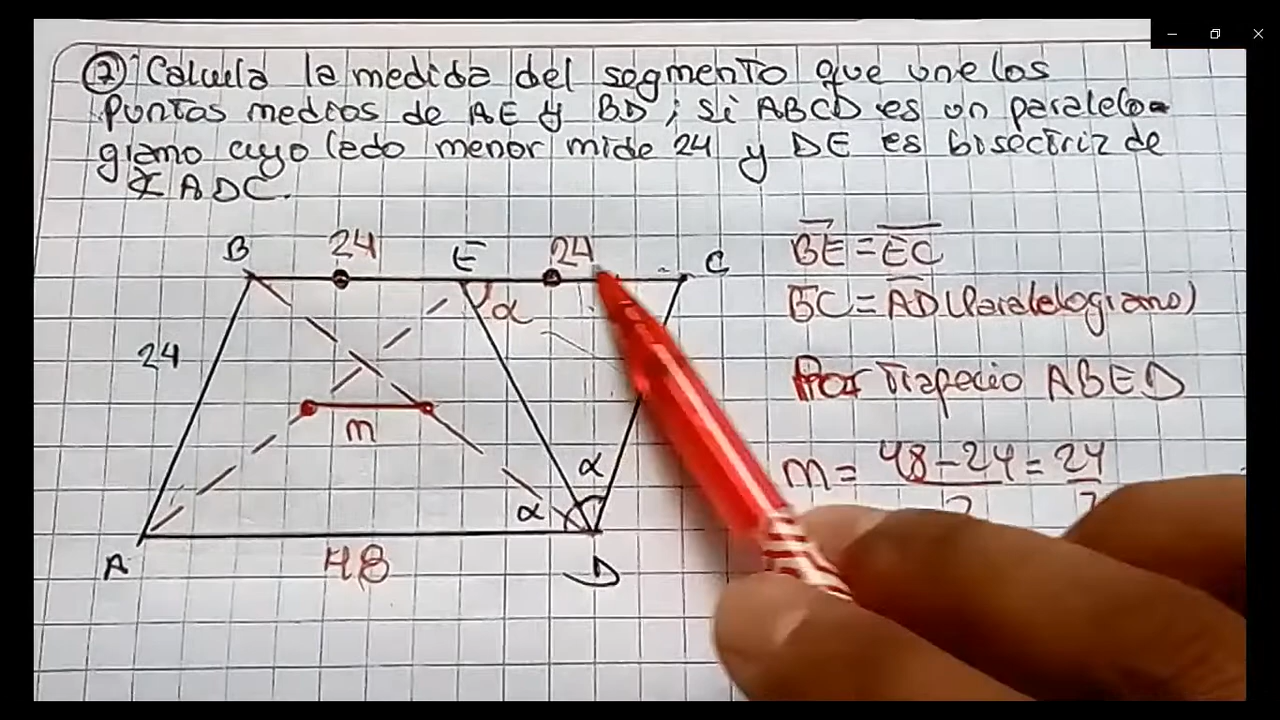 ⑦ Calcula la medida del segmento que une los
Puntos medios de AE y BD; si ABCD es un paralelo-
gramo cuyo lado menor mide 24 y DE es bisectriz de
∢ ADC.
B 24 E 24 C
α
24
m
α
α
A 48 D
BE = EC
BC = AD (Paralelogramo)
Por Trapecio ABED
m = 48-24 = 24
2 2